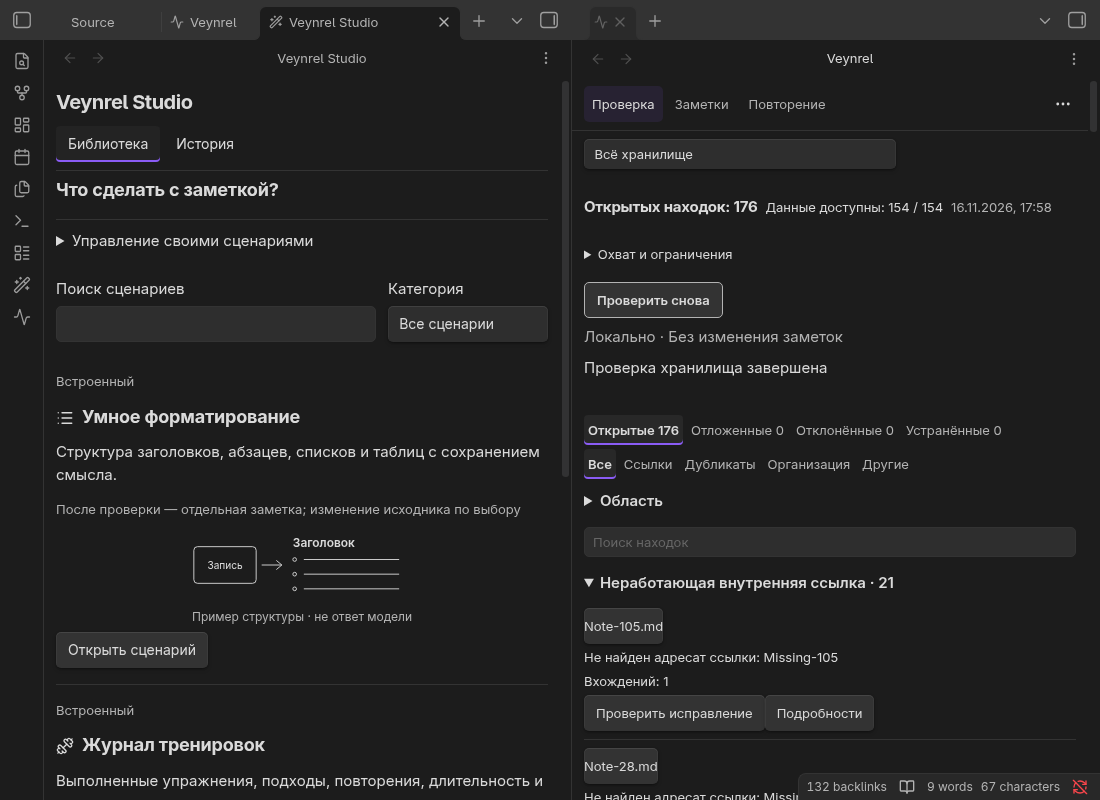 Source
Veynrel
Veynrel Studio
Veynrel Studio
Veynrel Studio
Библиотека
История
Что сделать с заметкой?
Управление своими сценариями
Поиск сценариев
Категория
Все сценарии
Встроенный
Умное форматирование
Структура заголовков, абзацев, списков и таблиц с сохранением
смысла.
После проверки — отдельная заметка; изменение исходника по выбору
Запись
Заголовок
Пример структуры · не ответ модели
Открыть сценарий
Встроенный
Журнал тренировок
Выполненные упражнения, подходы, повторения, длительность и
Veynrel
Проверка
Заметки
Повторение
Всё хранилище
Открытых находок: 176 Данные доступны: 154 / 154 16.11.2026, 17:58
Охват и ограничения
Проверить снова
Локально · Без изменения заметок
Проверка хранилища завершена
Открытые 176 Отложенные 0 Отклонённые 0 Устранённые 0
Все Ссылки Дубликаты Организация Другие
Область
Поиск находок
Неработающая внутренняя ссылка · 21
Note-105.md
Не найден адресат ссылки: Missing-105
Вхождений: 1
Проверить исправление
Подробности
Note-28.md
Не найден адресат ссылки:
132 backlinks 9 words 67 characters